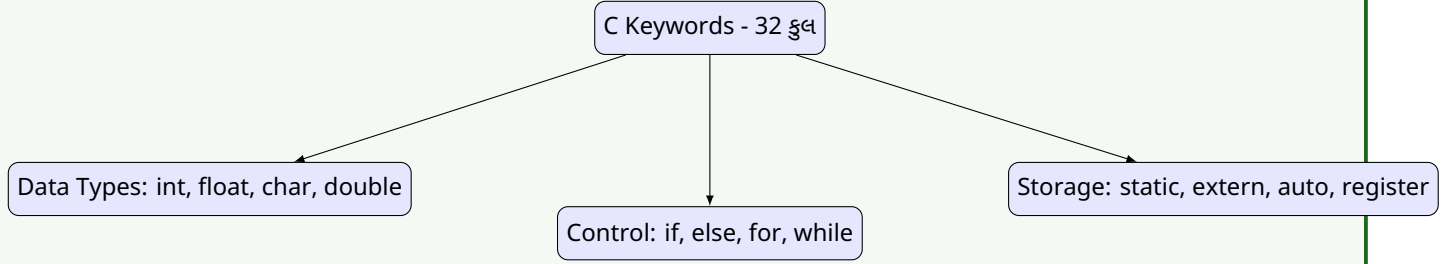 C Keywords - 32 કુલ
Data Types: int, float, char, double
Control: if, else, for, while
Storage: static, extern, auto, register